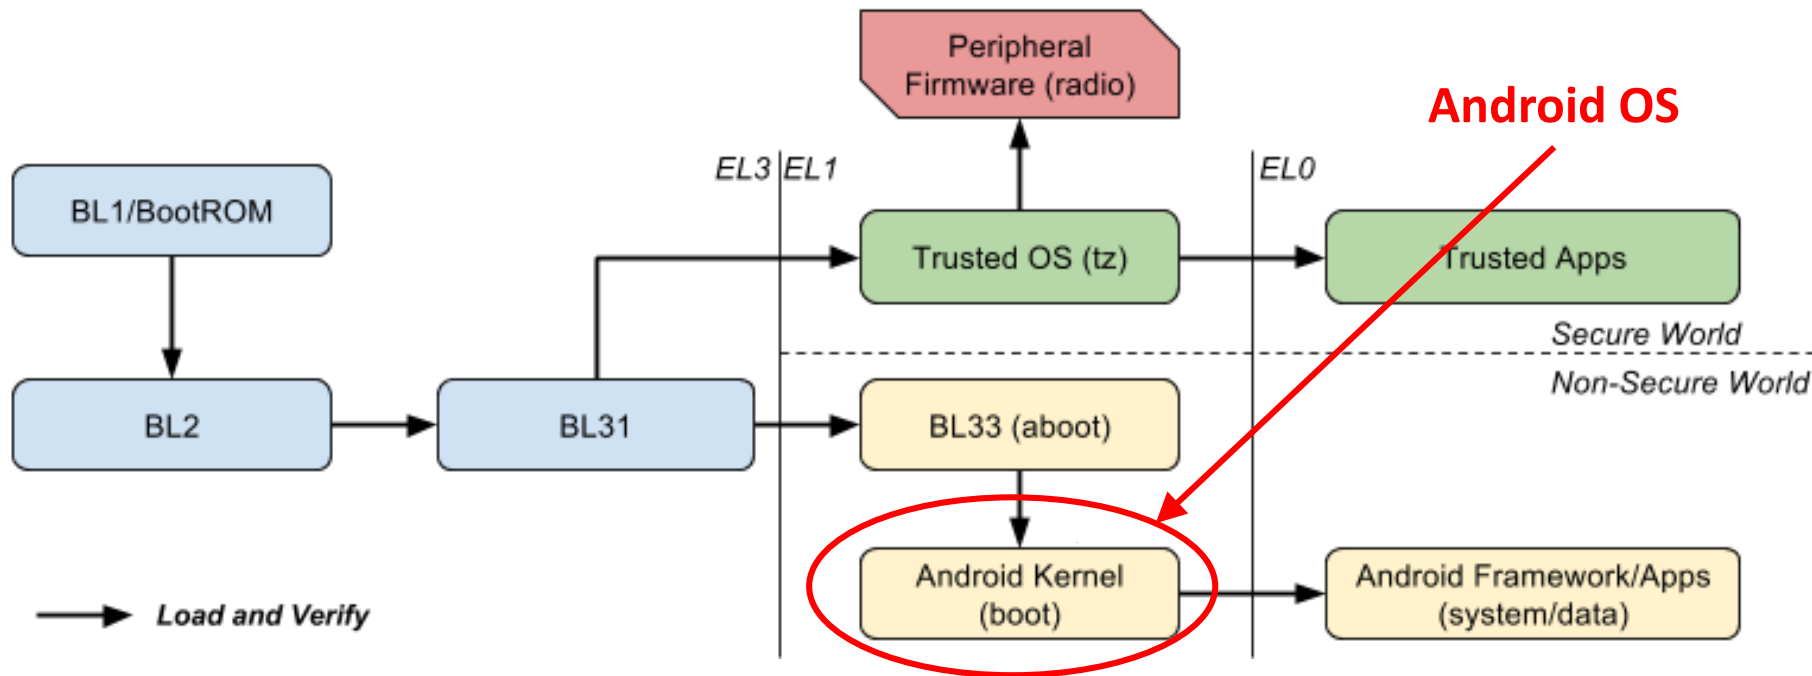 Peripheral
Firmware (radio)
Android OS
EL3
EL1
EL0
BL1/BootROM
Trusted OS (tz)
Trusted Apps
Secure World
Non-Secure World
BL2
BL31
BL33 (aboot)
Android Kernel
(boot)
Android Framework/Apps
(system/data)
Load and Verify